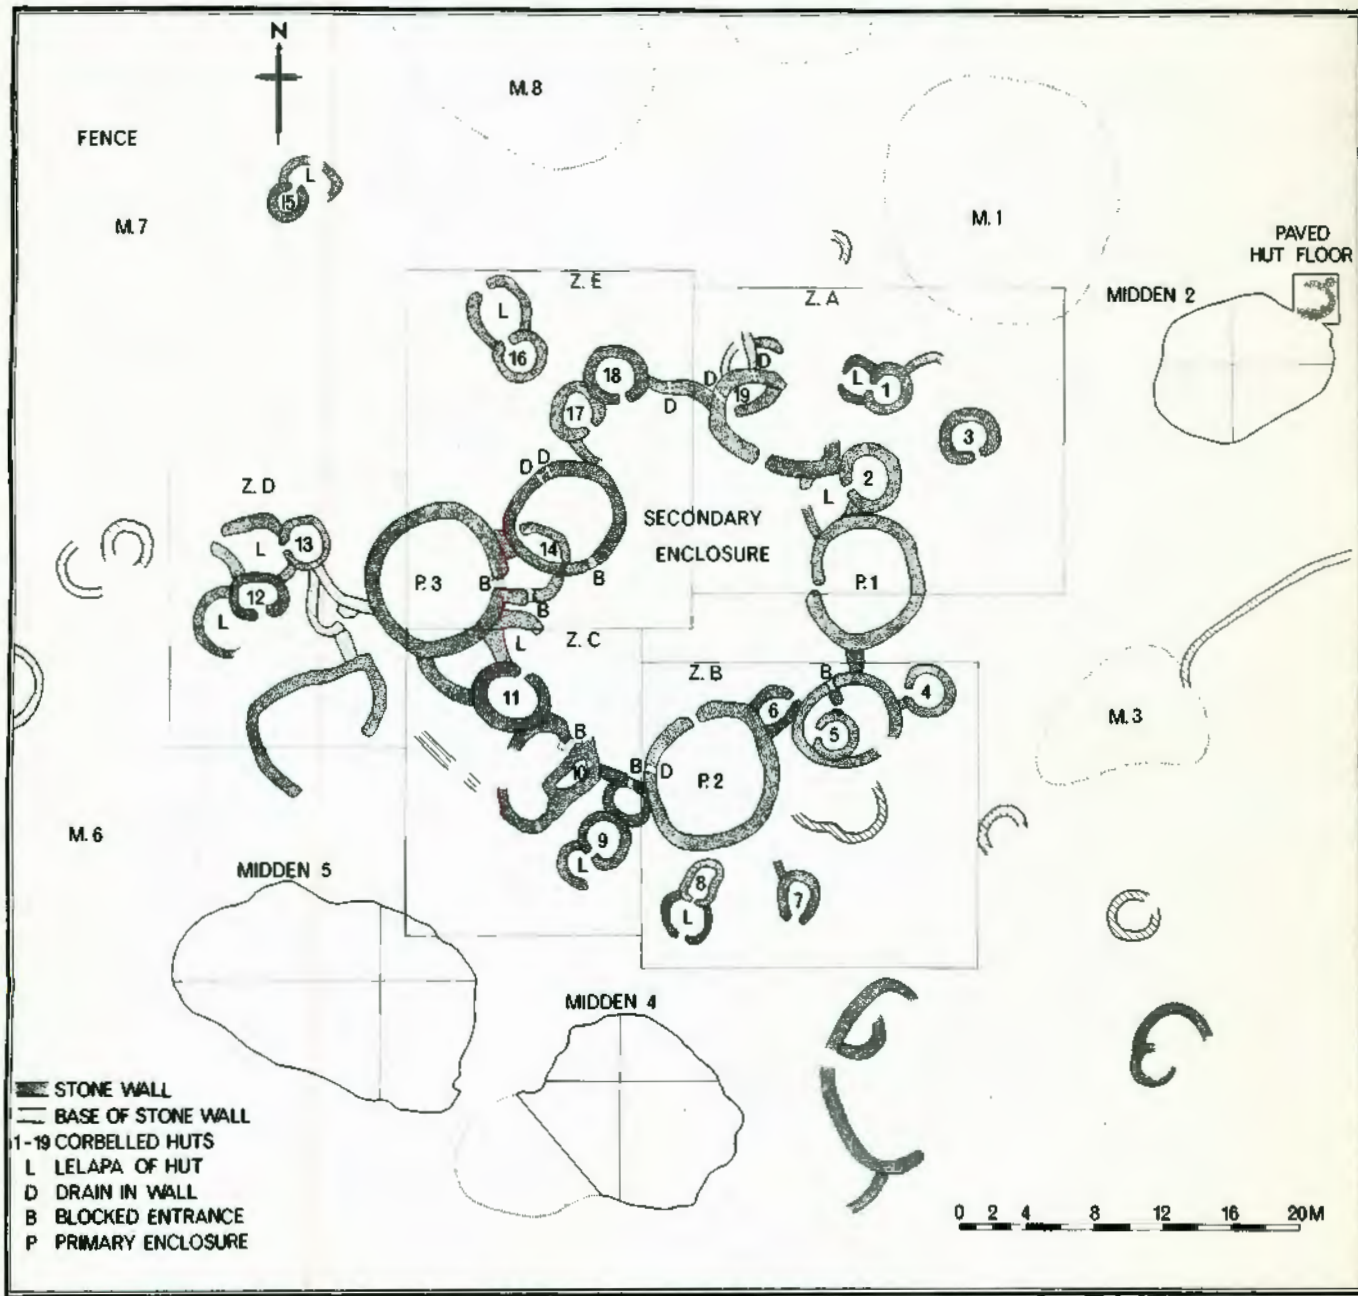 N
M.8
FENCE
L
15
M.7
M.1
PAVED
HUT FLOOR
Z. E
Z. A
MIDDEN 2
L
16
18
D
D
D
19
L
1
17
D
3
D D
2
L
Z. D
SECONDARY
ENCLOSURE
13
L
14
B
P.3
B
P.1
12
B
L
L
Z. C
Z. B
B
4
11
6
M.3
5
B
10
B
D
P.2
M.6
9
L
MIDDEN 5
8
7
L
MIDDEN 4
STONE WALL
BASE OF STONE WALL
1-19 CORBELLED HUTS
L LELAPA OF HUT
D DRAIN IN WALL
B BLOCKED ENTRANCE
P PRIMARY ENCLOSURE
0 2 4 8 12 16 20M